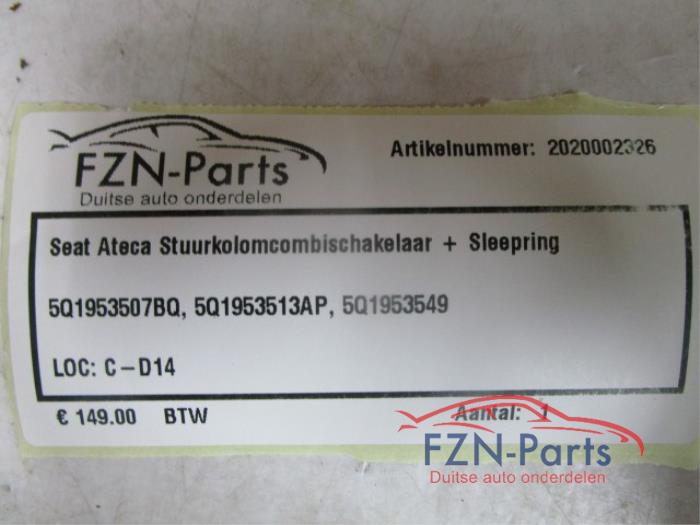 FZN-Parts
Duitse auto onderdelen
Artikelnummer: 2020002326
Seat Ateca Stuurkolomcombischakelaar + Sleepring
5Q1953507BQ, 5Q1953513AP, 5Q1953549
LOC: C-D14
€ 149.00 BTW
Aantal: 1
FZN-Parts
Duitse auto onderdelen